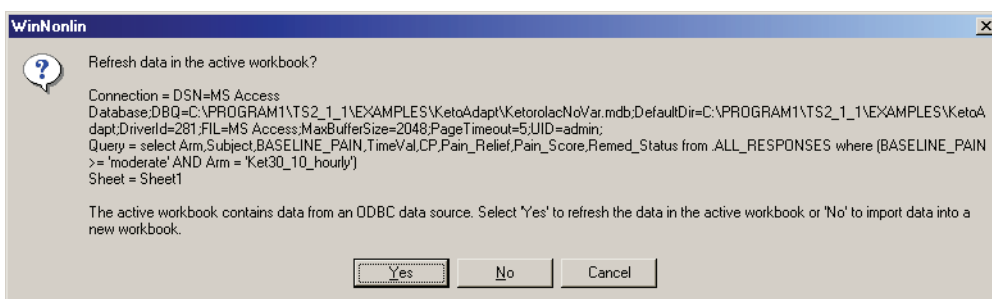 WinNonlin
Refresh data in the active workbook?
Connection = DSN=MS Access
Database;DBQ=C:\PROGRAM1\TS2_1_1\EXAMPLES\KetoAdapt\KetorolacNoVar.mdb;DefaultDir=C:\PROGRAM1\TS2_1_1\EXAMPLES\KetoA
dapt;DriverId=281;FIL=MS Access;MaxBufferSize=2048;PageTimeout=5;UID=admin;
Query = select Arm,Subject,BASELINE_PAIN,TimeVal,CP,Pain_Relief,Pain_Score,Remed_Status from .ALL_RESPONSES where (BASELINE_PAIN
>= 'moderate' AND Arm = 'Ket30_10_hourly')
Sheet = Sheet1
The active workbook contains data from an ODBC data source. Select 'Yes' to refresh the data in the active workbook or 'No' to import data into a
new workbook.
Yes No Cancel